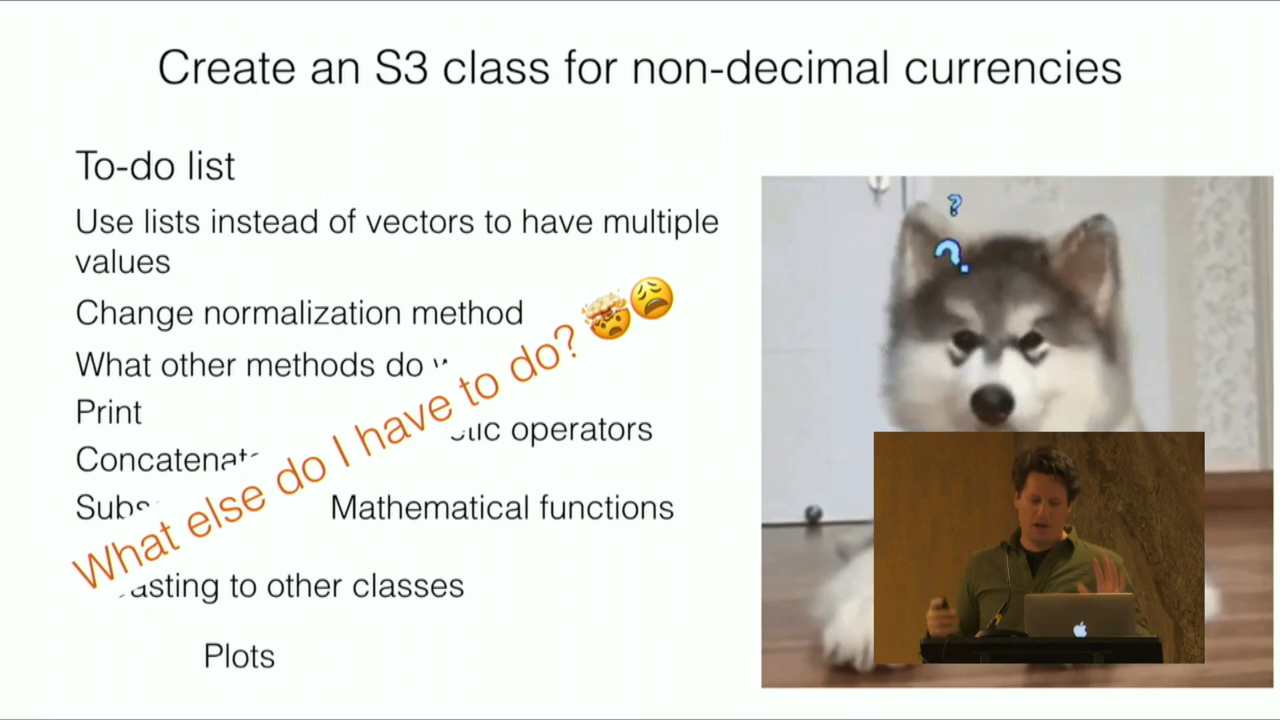 Create an S3 class for non-decimal currencies
To-do list
Use lists instead of vectors to have multiple
values
Change normalization method
What other methods do
Print
operators
Mathematical functions
to other classes
Plots
What else do I have to do? 🤯😩
? ?